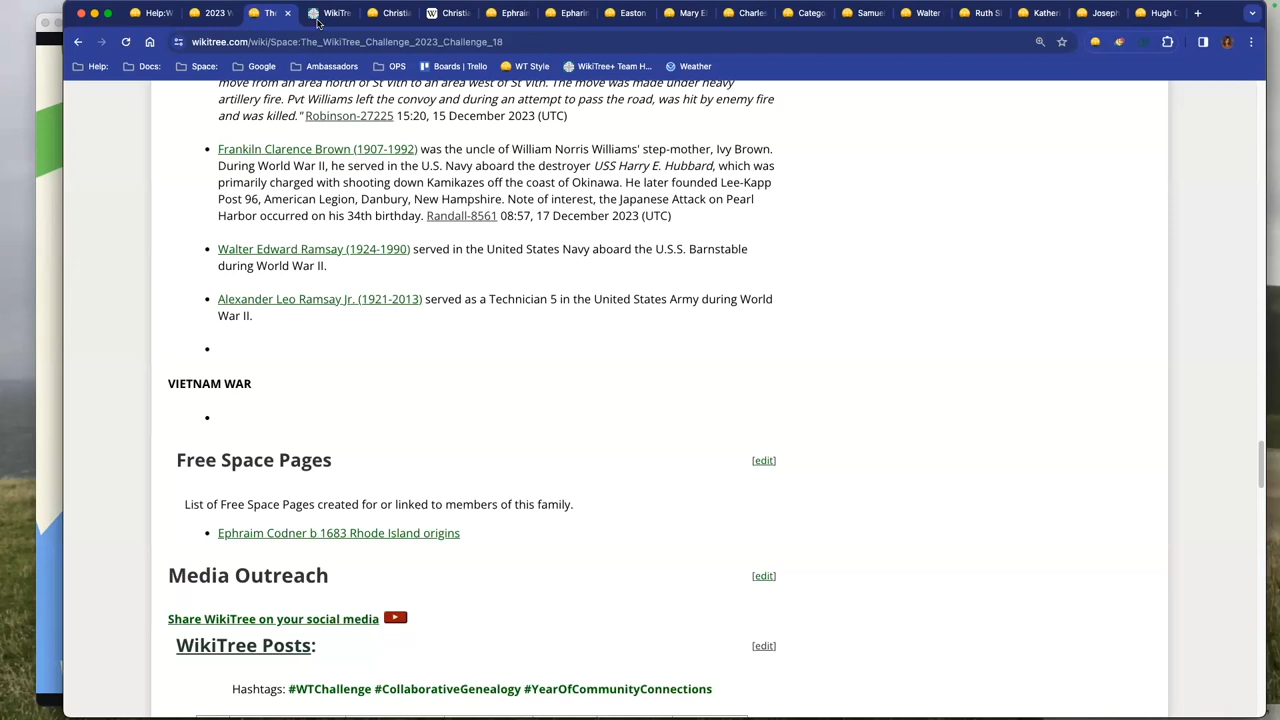 Help:W
2023 W
The
WikiTre
Christia
Christia
Ephrain
Epharin
Easton
Mary E
Charle
Catego
Samue
Walter
Ruth Si
Katheri
Joseph
Hugh C
wikitree.com/wiki/Space:The_WikiTree_Challenge_2023_Challenge_18
Help:
Docs:
Space:
Google
Ambassadors
OPS
Boards | Trello
WT Style
WikiTree+ Team H...
Weather
move from an area north of St Vith to an area west of St Vith. The move was made under heavy
artillery fire. Pvt Williams left the convoy and during an attempt to pass the road, was hit by enemy fire
and was killed." Robinson-27225 15:20, 15 December 2023 (UTC)
• Frankiln Clarence Brown (1907-1992) was the uncle of William Norris Williams' step-mother, Ivy Brown.
During World War II, he served in the U.S. Navy aboard the destroyer USS Harry E. Hubbard, which was
primarily charged with shooting down Kamikazes off the coast of Okinawa. He later founded Lee-Kapp
Post 96, American Legion, Danbury, New Hampshire. Note of interest, the Japanese Attack on Pearl
Harbor occurred on his 34th birthday. Randall-8561 08:57, 17 December 2023 (UTC)
• Walter Edward Ramsay (1924-1990) served in the United States Navy aboard the U.S.S. Barnstable
during World War II.
• Alexander Leo Ramsay Jr. (1921-2013) served as a Technician 5 in the United States Army during World
War II.
•
VIETNAM WAR
•
Free Space Pages [edit]
List of Free Space Pages created for or linked to members of this family.
• Ephraim Codner b 1683 Rhode Island origins
Media Outreach [edit]
Share WikiTree on your social media
WikiTree Posts: [edit]
Hashtags: #WTChallenge #CollaborativeGenealogy #YearOfCommunityConnections